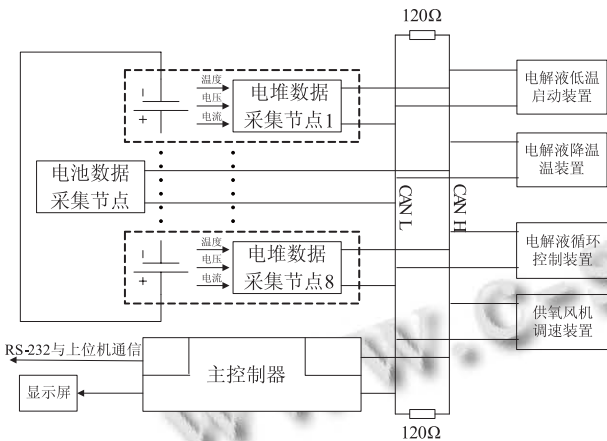 120Ω
温度
电压
电流
电堆数据
采集节点1
电解液低温
启动装置
电池数据
采集节点
电解液降温
温装置
CAN L
CAN H
温度
电压
电流
电堆数据
采集节点8
电解液循环
控制装置
供氧风机
调速装置
RS-232与上位机通信
主控制器
显示屏
120Ω